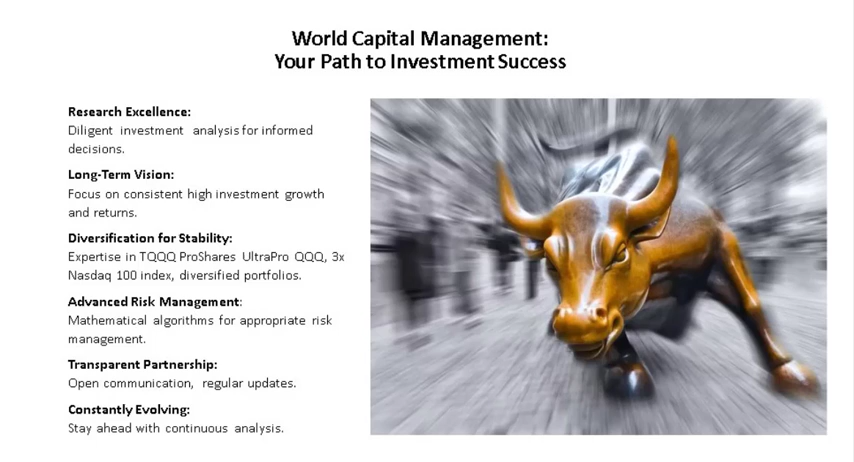 World Capital Management:
Your Path to Investment Success
Research Excellence:
Diligent investment analysis for informed
decisions.
Long-Term Vision:
Focus on consistent high investment growth
and returns.
Diversification for Stability:
Expertise in TQQQ ProShares UltraPro QQQ, 3x
Nasdaq 100 index, diversified portfolios.
Advanced Risk Management:
Mathematical algorithms for appropriate risk
management.
Transparent Partnership:
Open communication, regular updates.
Constantly Evolving:
Stay ahead with continuous analysis.